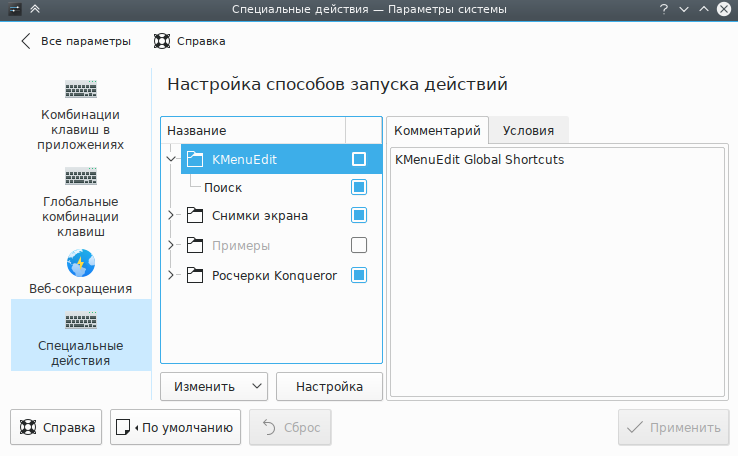 Специальные действия — Параметры системы
Все параметры
Справка
Комбинации
клавиш в
приложениях
Глобальные
комбинации
клавиш
Веб-сокращения
Специальные
действия
Настройка способов запуска действий
Название
KMenuEdit
Поиск
Снимки экрана
Примеры
Росчерки Konqueror
Изменить
Настройка
Комментарий
Условия
KMenuEdit Global Shortcuts
Справка
По умолчанию
Сброс
Применить